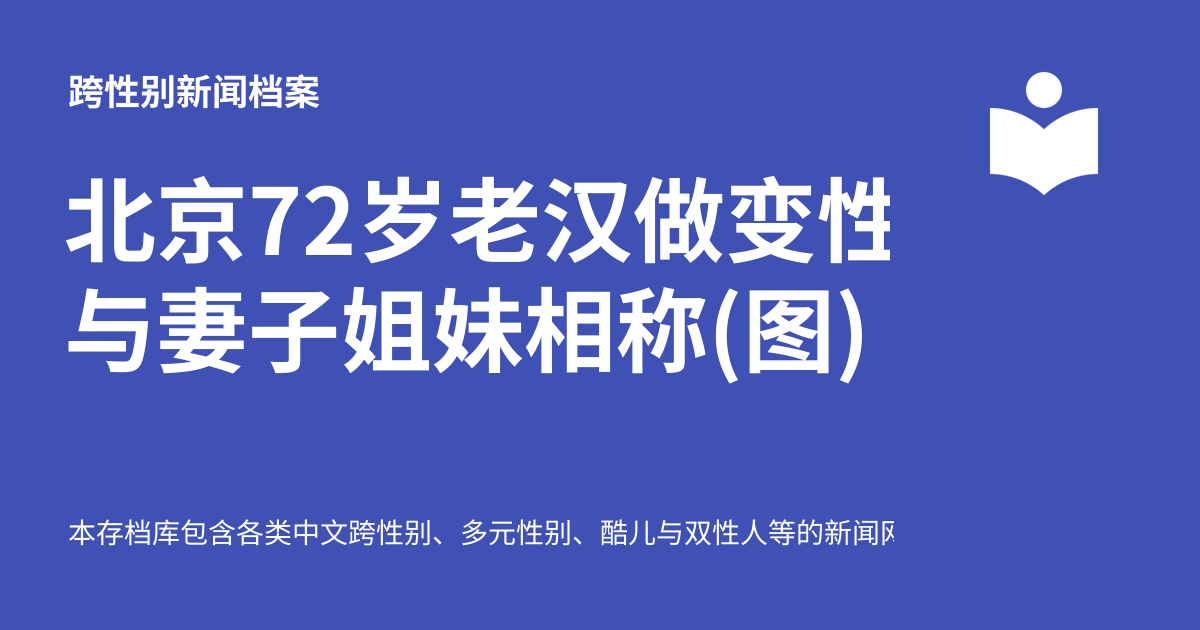 跨性别新闻档案
北京72岁老汉做变性
与妻子姐妹相称(图)
本存档库包含各类中文跨性别、多元性别、酷儿与双性人等的新闻网